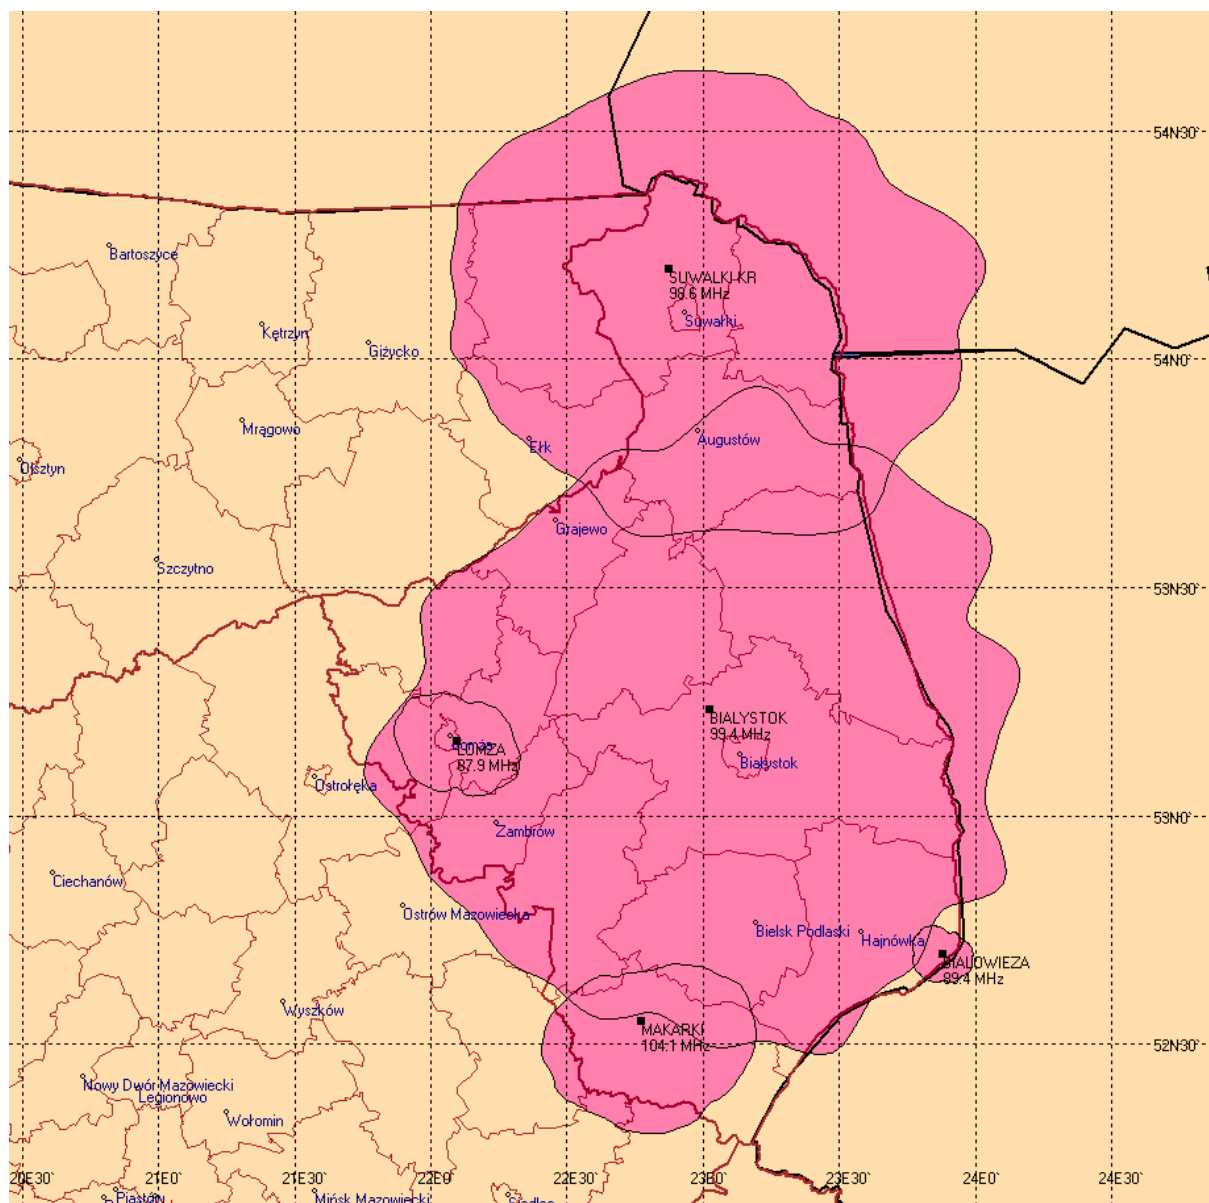 54N30'
Bartoszyce
SUWALKI-KR
98.6 MHz
Suwałki
Kętrzyn
Giżycko
54N0'
Mrągowo
Augustów
Ełk
Olsztyn
Grajewo
Szczytno
53N30'
BIALYSTOK
99.4 MHz
LOMZA
87.9 MHz
Białystok
Ostrołęka
Zambrów
53N0'
Ciechanów
Ostrów Mazowiecka
Bielsk Podlaski
Hajnówka
BIALOWIEZA
89.4 MHz
Wyszków
MAKARKI
104.1 MHz
52N30'
Nowy Dwór Mazowiecki
Legionowo
Wołomin
20E30' 21E0' 21E30' 22E0' 22E30' 23E0' 23E30' 24E0' 24E30'
Piastów
Mińsk Mazowiecki